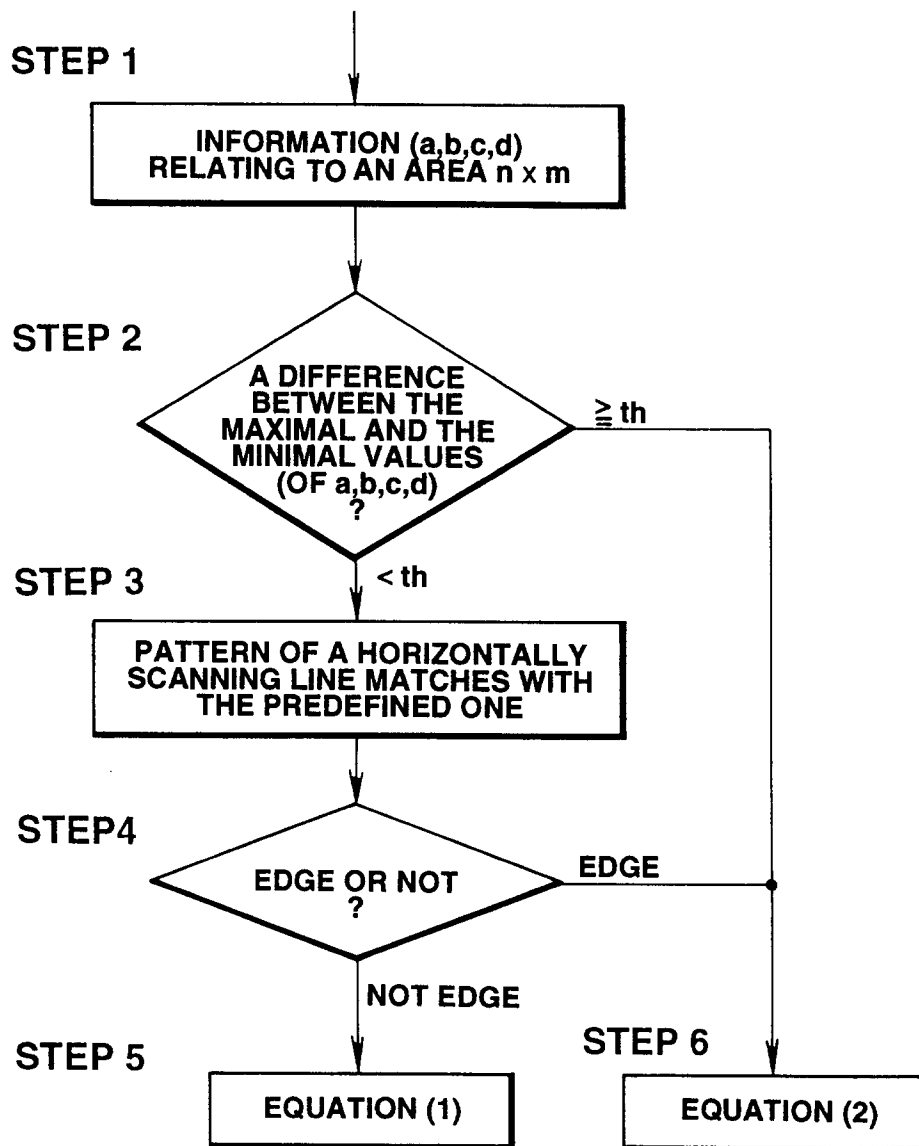 STEP 1
INFORMATION (a,b,c,d)
RELATING TO AN AREA n x m
STEP 2
A DIFFERENCE
BETWEEN THE
MAXIMAL AND THE
MINIMAL VALUES
(OF a,b,c,d)
?
≧ th
< th
STEP 3
PATTERN OF A HORIZONTALLY
SCANNING LINE MATCHES WITH
THE PREDEFINED ONE
STEP4
EDGE OR NOT
?
EDGE
NOT EDGE
STEP 5
EQUATION (1)
STEP 6
EQUATION (2)